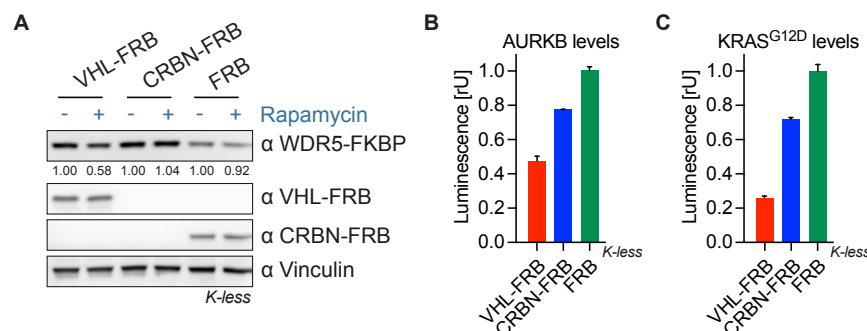 A
VHL-FRB CRBN-FRB FRB
- + - + - + Rapamycin
α WDR5-FKBP
1.00 0.58 1.00 1.04 1.00 0.92
α VHL-FRB
α CRBN-FRB
α Vinculin
K-less
B
AURKB levels
Luminescence [rU]
1.0
0.8
0.6
0.4
0.2
0.0
K-less
VHL-FRB
CRBN-FRB
FRB
C
KRASG12D levels
Luminescence [rU]
1.0
0.8
0.6
0.4
0.2
0.0
K-less
VHL-FRB
CRBN-FRB
FRB